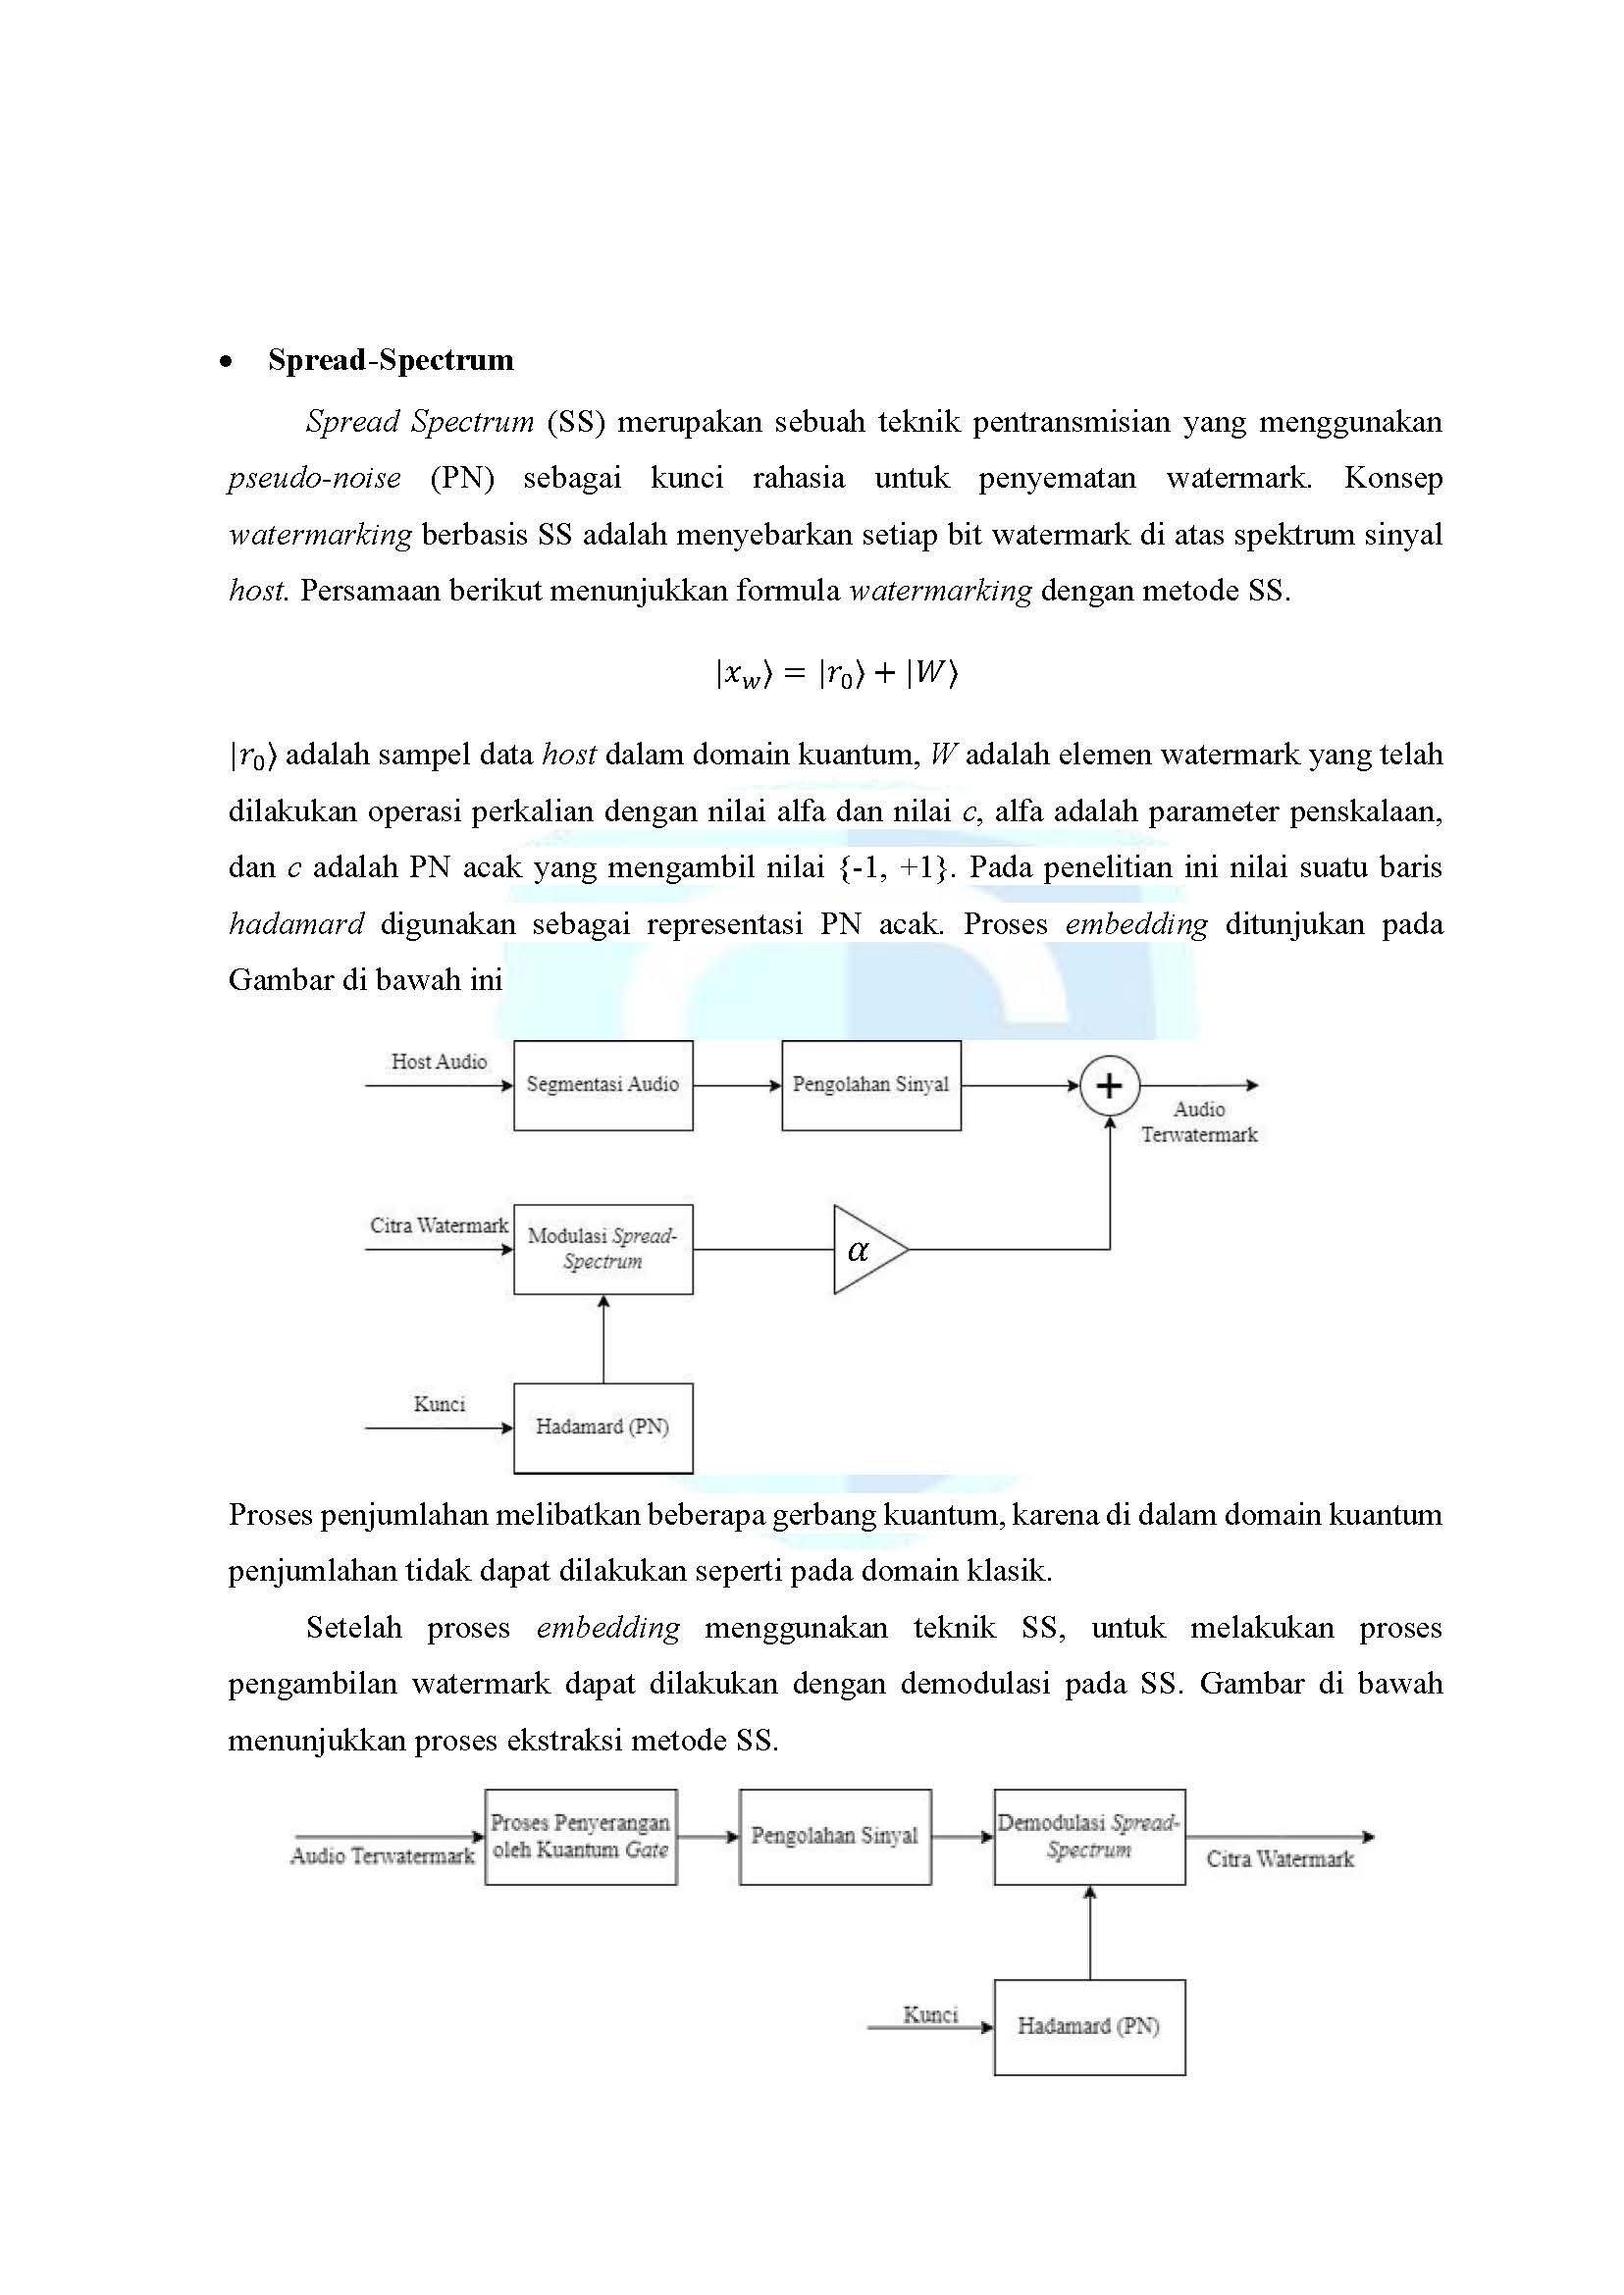 • Spread-Spectrum
Spread Spectrum (SS) merupakan sebuah teknik pentransmisian yang menggunakan
pseudo-noise (PN) sebagai kunci rahasia untuk penyematan watermark. Konsep
watermarking berbasis SS adalah menyebarkan setiap bit watermark di atas spektrum sinyal
host. Persamaan berikut menunjukkan formula watermarking dengan metode SS.
|x_w⟩ = |r₀⟩ + |W⟩
|r₀⟩ adalah sampel data host dalam domain kuantum, W adalah elemen watermark yang telah
dilakukan operasi perkalian dengan nilai alfa dan nilai c, alfa adalah parameter penskalaan,
dan c adalah PN acak yang mengambil nilai {-1, +1}. Pada penelitian ini nilai suatu baris
hadamard digunakan sebagai representasi PN acak. Proses embedding ditunjukan pada
Gambar di bawah ini
Host Audio
Segmentasi Audio
Pengolahan Sinyal
+
Audio
Terwatermark
Citra Watermark
Modulasi Spread-
Spectrum
α
Kunci
Hadamard (PN)
Proses penjumlahan melibatkan beberapa gerbang kuantum, karena di dalam domain kuantum
penjumlahan tidak dapat dilakukan seperti pada domain klasik.
Setelah proses embedding menggunakan teknik SS, untuk melakukan proses
pengambilan watermark dapat dilakukan dengan demodulasi pada SS. Gambar di bawah
menunjukkan proses ekstraksi metode SS.
Audio Terwatermark
Proses Penyerangan
oleh Kuantum Gate
Pengolahan Sinyal
Demodulasi Spread-
Spectrum
Citra Watermark
Kunci
Hadamard (PN)